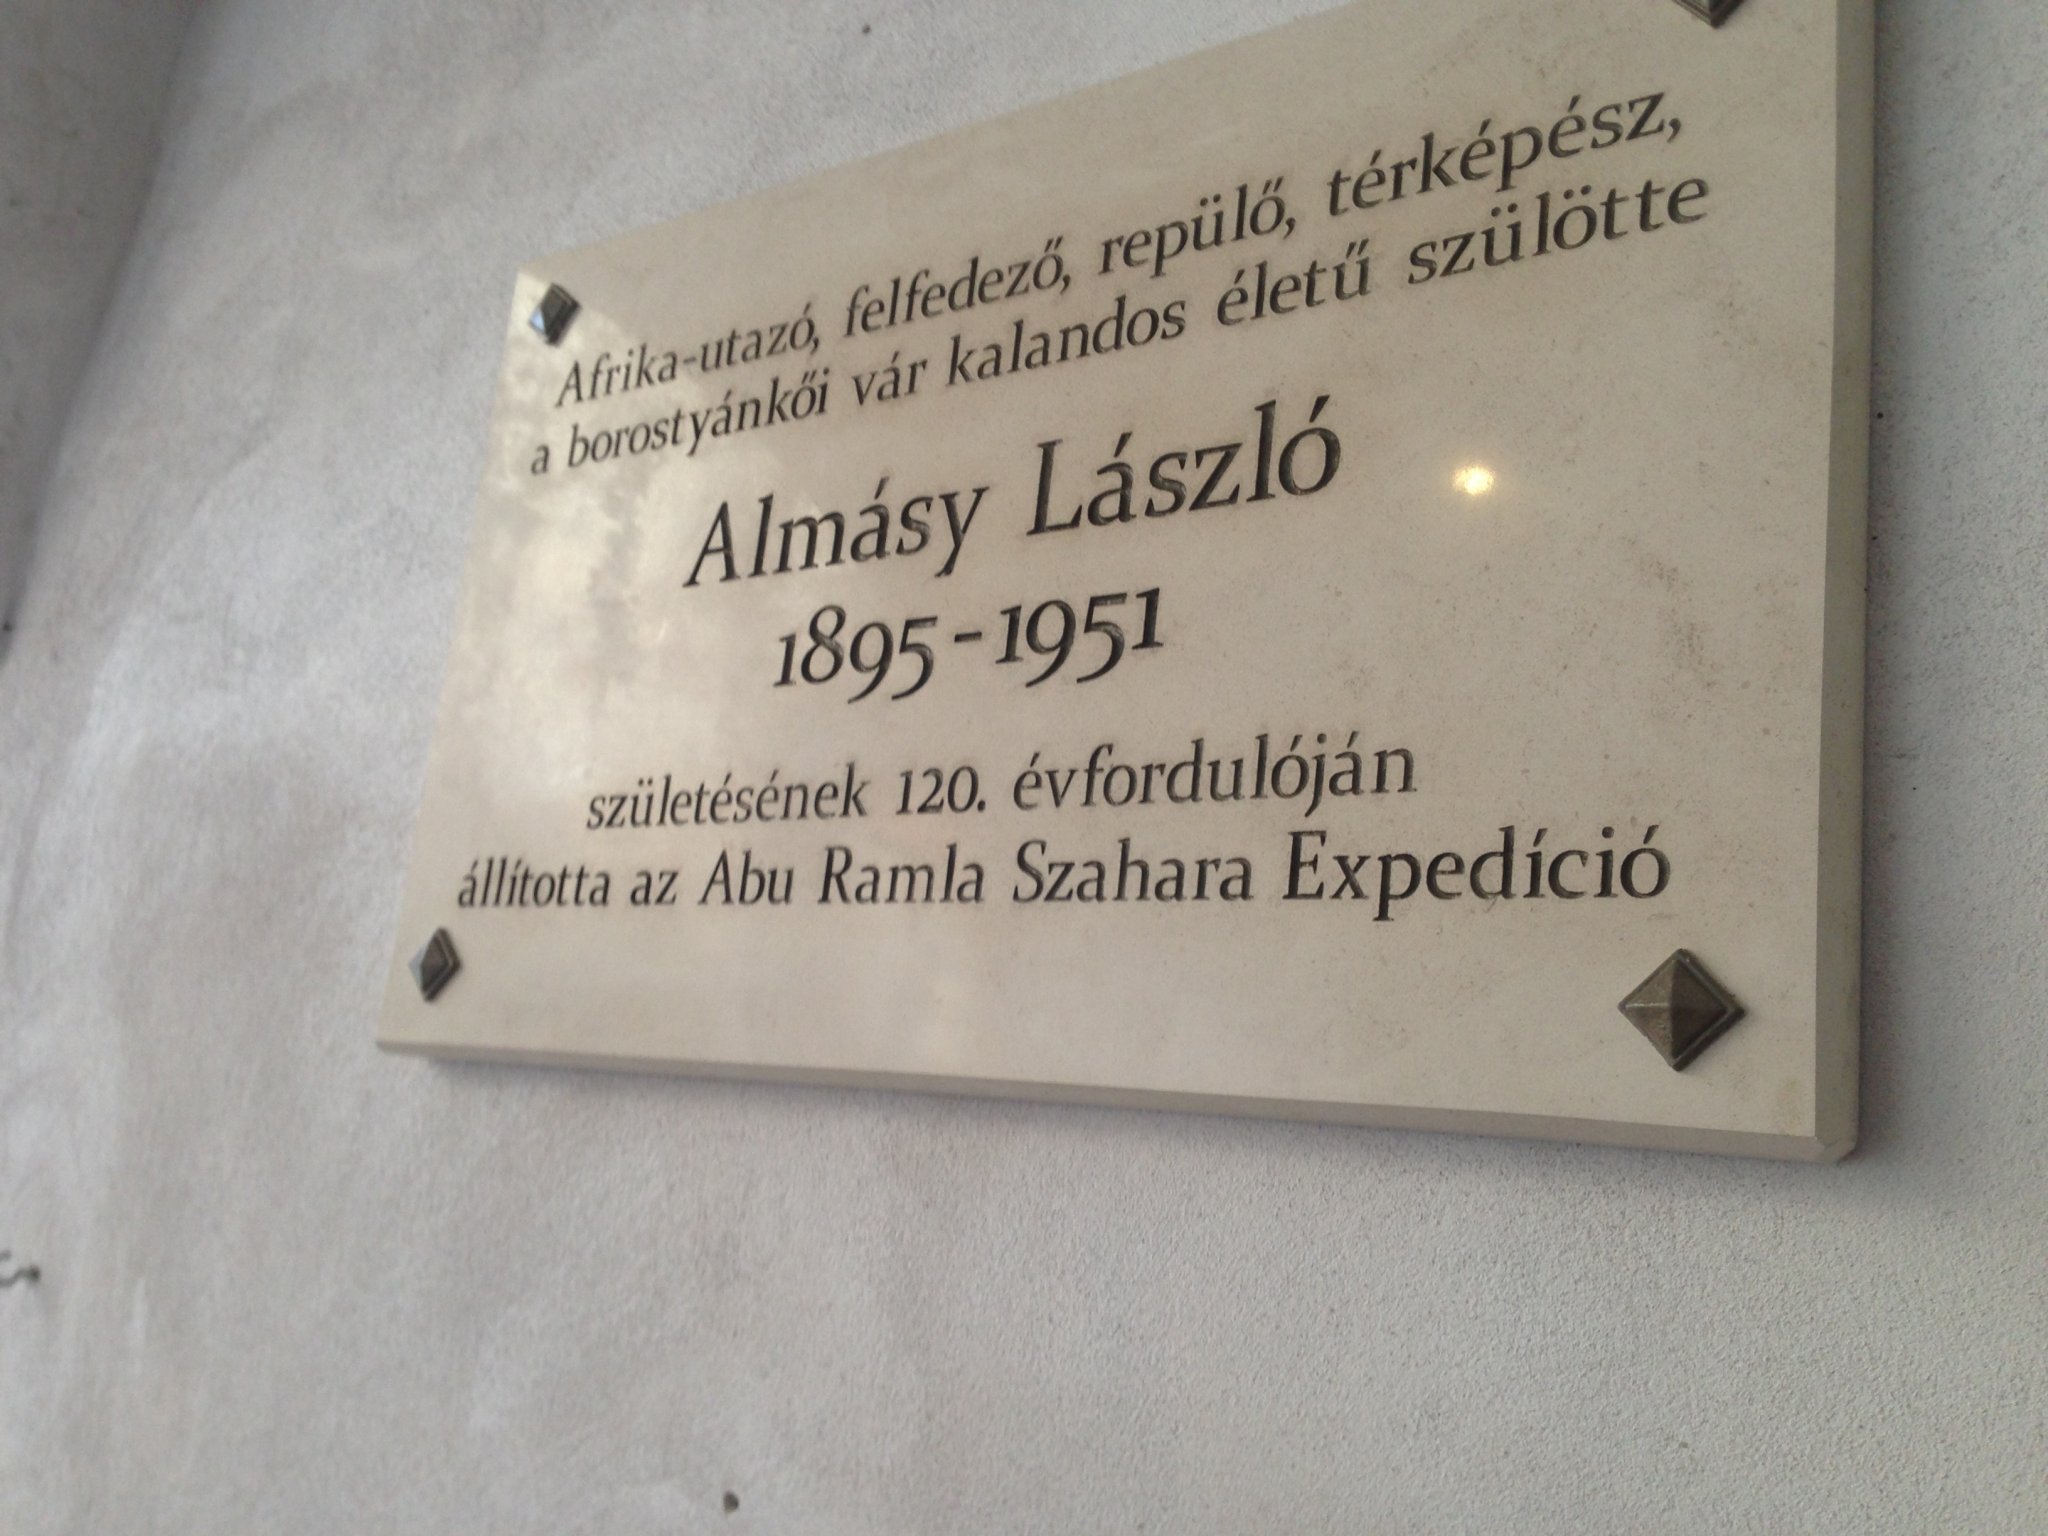 Afrika-utazó, felfedező, repülő, térképész,
a borostyánkői vár kalandos életű szülötte
Almásy László
1895-1951
születésének 120. évfordulóján
állította az Abu Ramla Szahara Expedíció